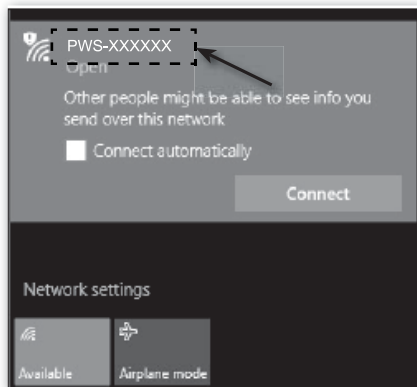 PWS-XXXXXX
Open
Other people might be able to see info you
send over this network
Connect automatically
Connect
Network settings
Available
Airplane mode